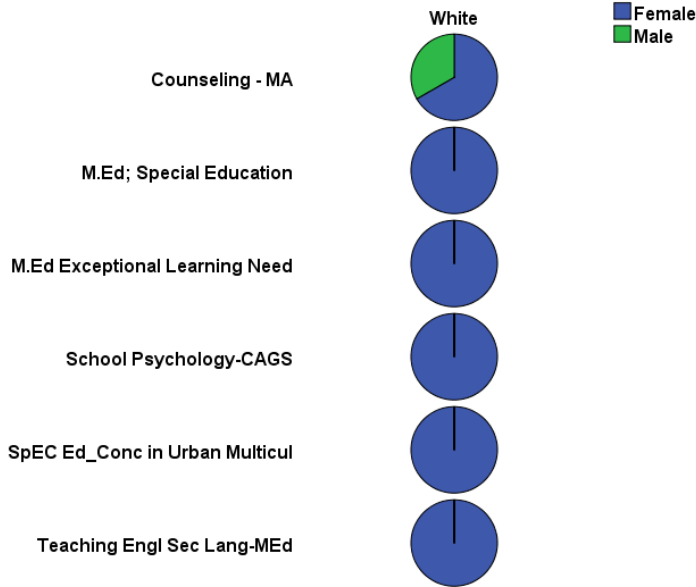 White
Female
Male
Counseling - MA
M.Ed; Special Education
M.Ed Exceptional Learning Need
School Psychology-CAGS
SpEC Ed_Conc in Urban Multicul
Teaching Engl Sec Lang-MEd